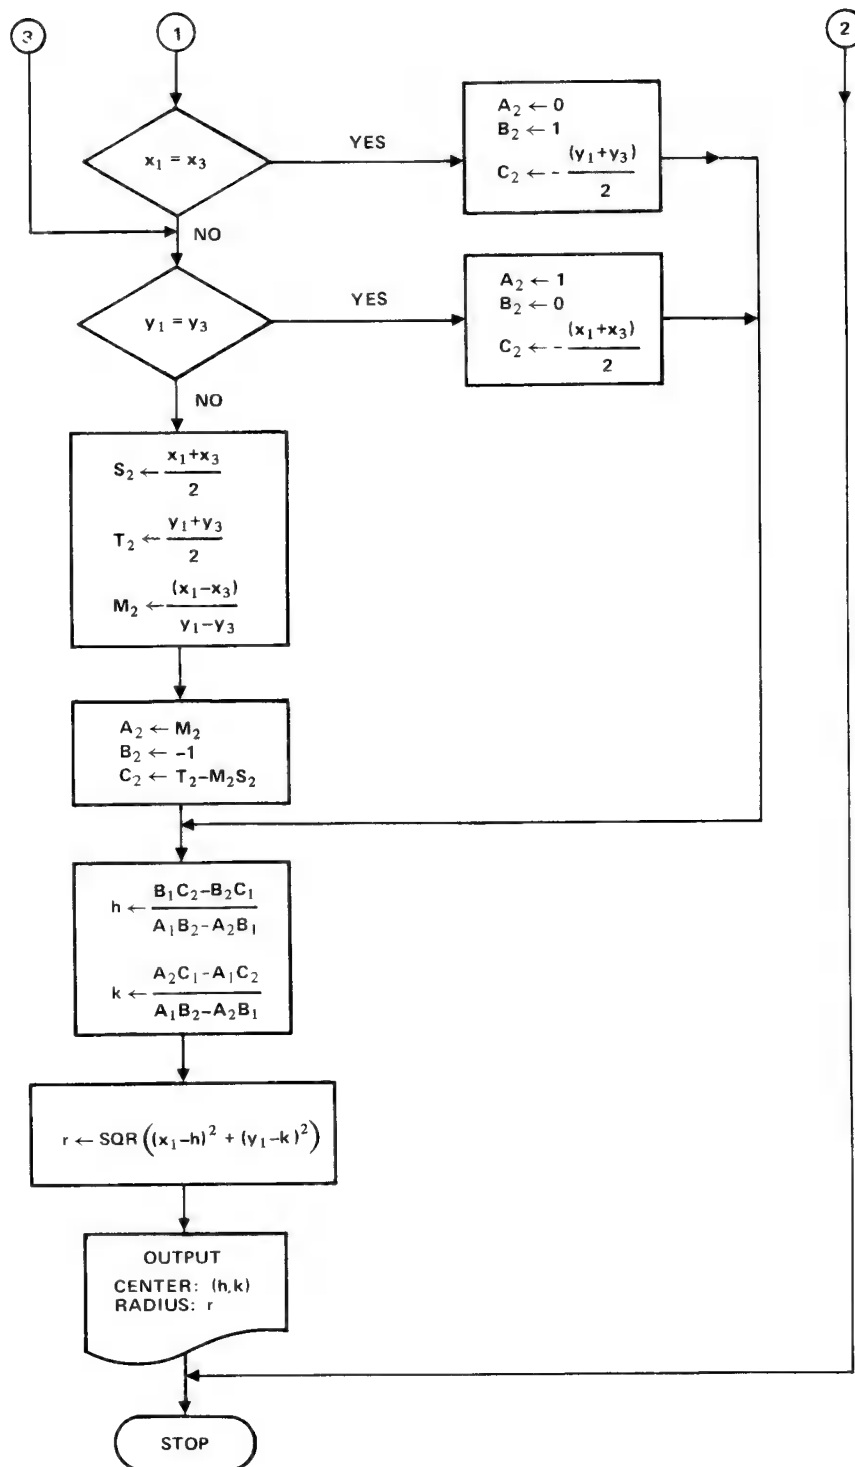 3
1
2
x₁ = x₃
YES
A₂ ← 0
B₂ ← 1
C₂ ← - (y₁+y₃)
2
NO
y₁ = y₃
YES
A₂ ← 1
B₂ ← 0
C₂ ← - (x₁+x₃)
2
NO
S₂ ← x₁+x₃
2
T₂ ← y₁+y₃
2
M₂ ← (x₁-x₃)
y₁-y₃
A₂ ← M₂
B₂ ← -1
C₂ ← T₂-M₂S₂
h ← B₁C₂-B₂C₁
A₁B₂-A₂B₁
k ← A₂C₁-A₁C₂
A₁B₂-A₂B₁
r ← SQR ((x₁-h)² + (y₁-k)²)
OUTPUT
CENTER: (h,k)
RADIUS: r
STOP